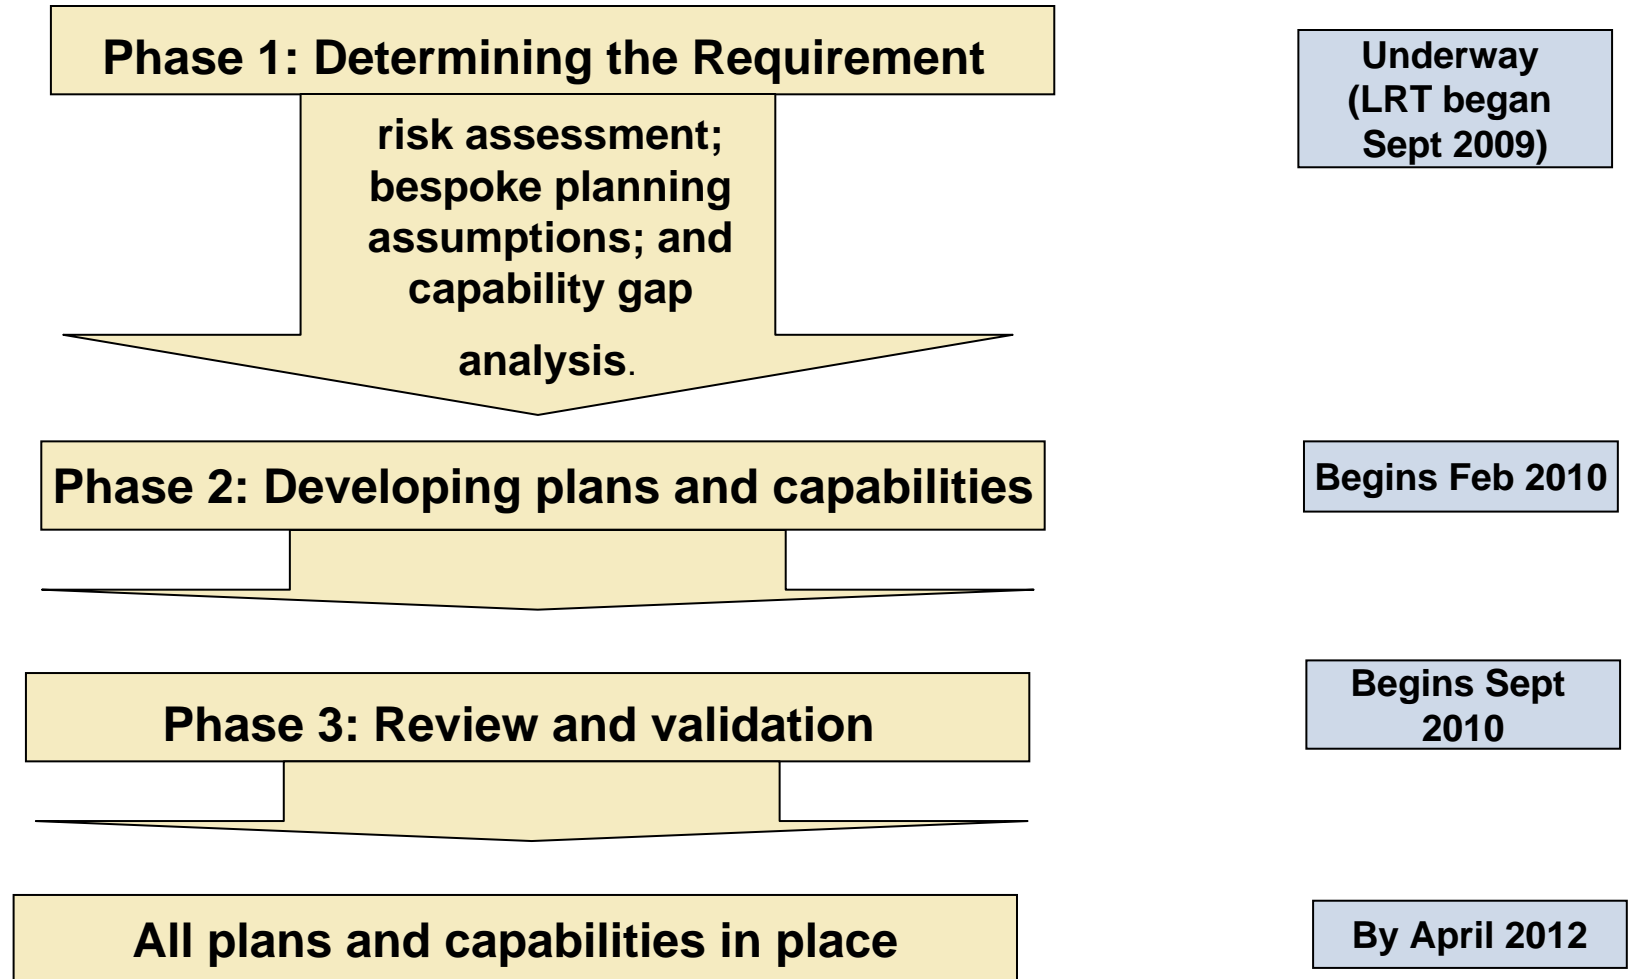 Phase 1: Determining the Requirement
Underway
(LRT began
Sept 2009)
risk assessment;
bespoke planning
assumptions; and
capability gap
analysis.
Phase 2: Developing plans and capabilities
Begins Feb 2010
Phase 3: Review and validation
Begins Sept
2010
All plans and capabilities in place
By April 2012